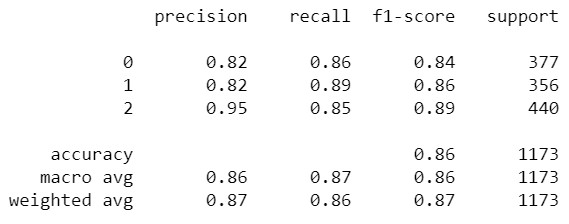 precision recall f1-score support
0 0.82 0.86 0.84 377
1 0.82 0.89 0.86 356
2 0.95 0.85 0.89 440
accuracy 0.86 1173
macro avg 0.86 0.87 0.86 1173
weighted avg 0.87 0.86 0.87 1173